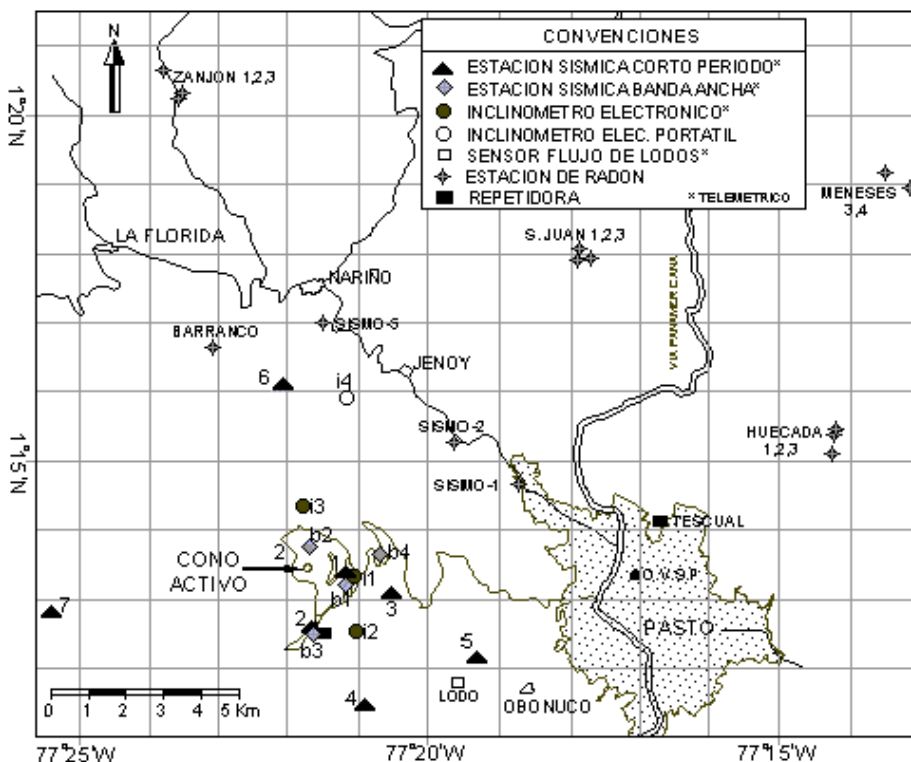 CONVENCIONES
ESTACION SISMICA CORTO PERIODO*
ESTACION SISMICA BANDA ANCHA*
INCLINOMETRO ELECTRONICO*
INCLINOMETRO ELEC. PORTATIL
SENSOR FLUJO DE LODOS*
ESTACION DE RADON
REPETIDORA * TELEMETRICO
N
ZANJON 1,2,3
1°20'N
MENESES
3,4
LA FLORIDA
S. JUAN 1,2,3
NARIÑO
VIA PANAMERICANA
BARRANCO
SISMO-5
JENOY
6
i4
SISMO-2
HUECADA
1,2,3
1°15'N
SISMO-1
i3
TESCUAL
b2
2
b4
CONO
ACTIVO
1
i1
O.V.S.P
b1
3
7
2
i2
PASTO
b3
5
LODO
OBONUCO
4
0 1 2 3 4 5 Km
77°25'W
77°20'W
77°15'W